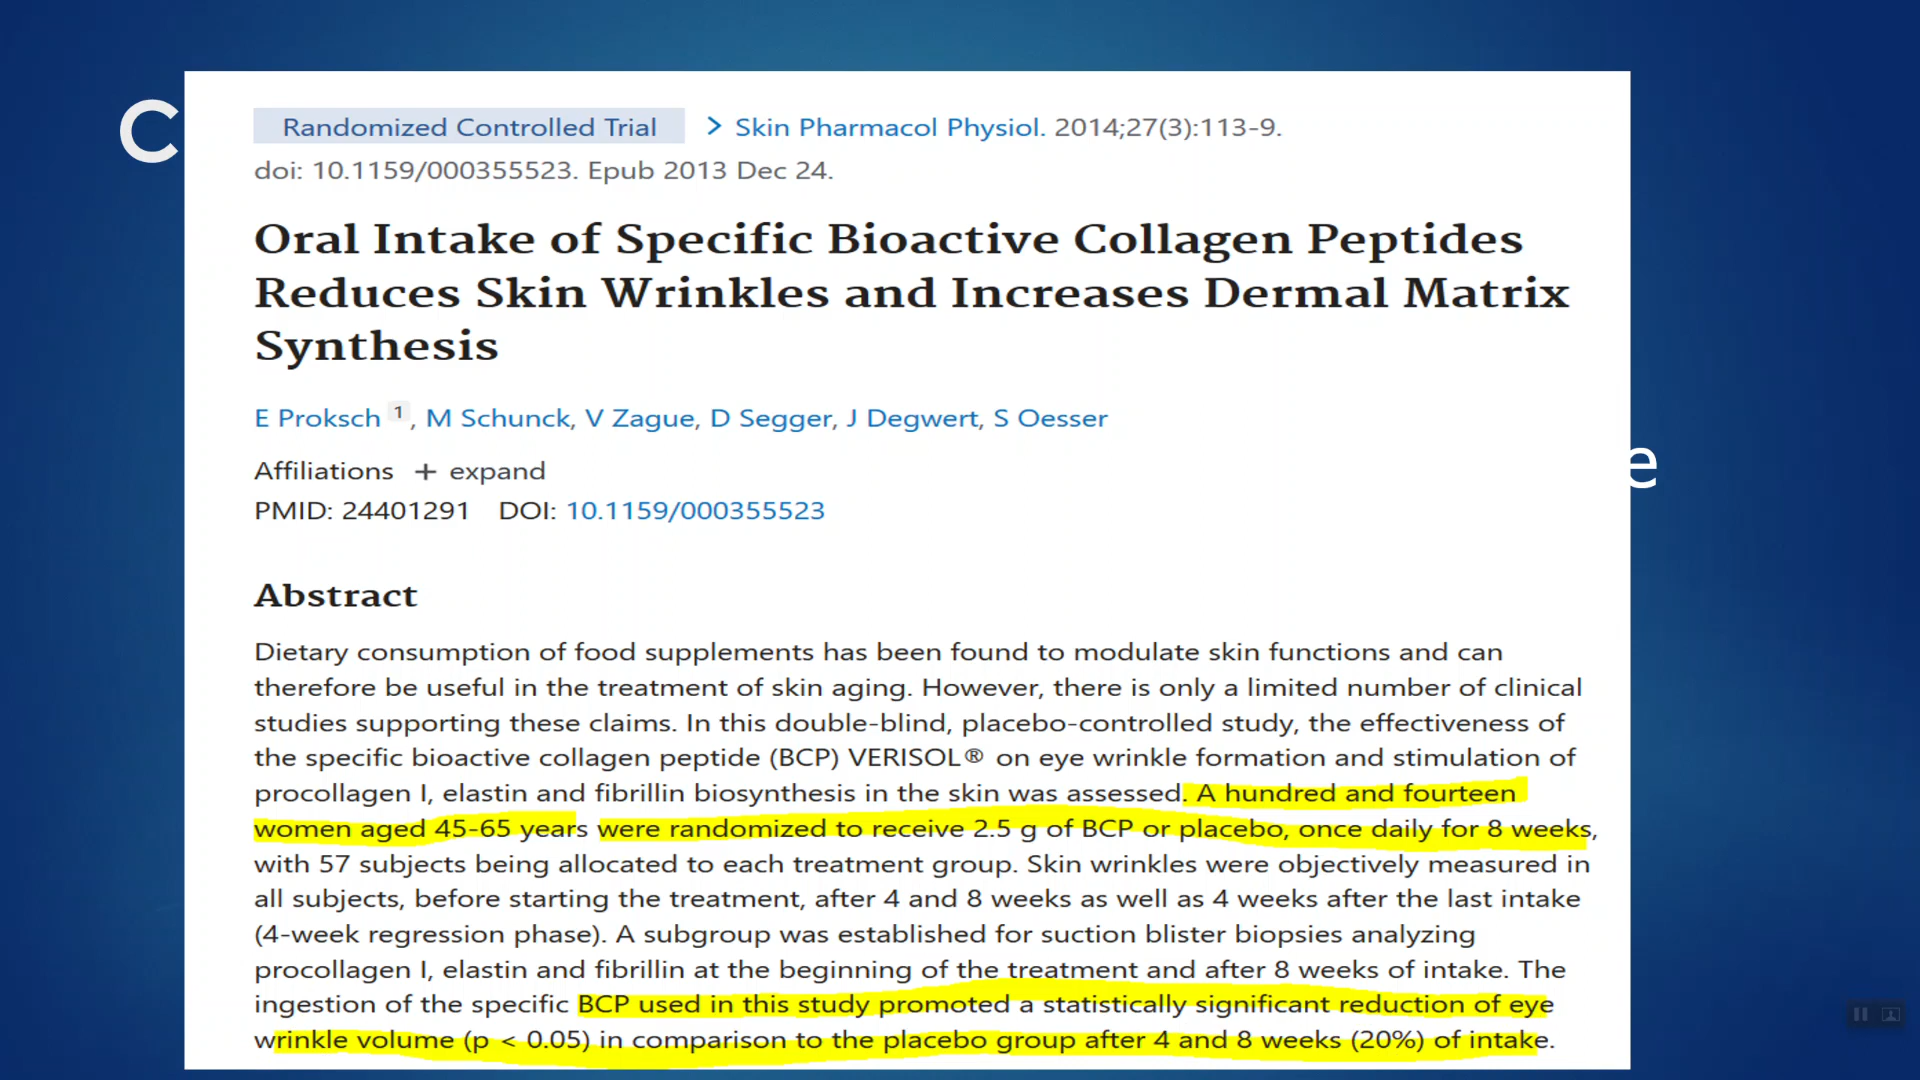 C
Randomized Controlled Trial > Skin Pharmacol Physiol. 2014;27(3):113-9.
doi: 10.1159/000355523. Epub 2013 Dec 24.
Oral Intake of Specific Bioactive Collagen Peptides
Reduces Skin Wrinkles and Increases Dermal Matrix
Synthesis
E Proksch 1, M Schunck, V Zague, D Segger, J Degwert, S Oesser
Affiliations + expand
e
PMID: 24401291 DOI: 10.1159/000355523
Abstract
Dietary consumption of food supplements has been found to modulate skin functions and can
therefore be useful in the treatment of skin aging. However, there is only a limited number of clinical
studies supporting these claims. In this double-blind, placebo-controlled study, the effectiveness of
the specific bioactive collagen peptide (BCP) VERISOL® on eye wrinkle formation and stimulation of
procollagen I, elastin and fibrillin biosynthesis in the skin was assessed. A hundred and fourteen
women aged 45-65 years were randomized to receive 2.5 g of BCP or placebo, once daily for 8 weeks,
with 57 subjects being allocated to each treatment group. Skin wrinkles were objectively measured in
all subjects, before starting the treatment, after 4 and 8 weeks as well as 4 weeks after the last intake
(4-week regression phase). A subgroup was established for suction blister biopsies analyzing
procollagen I, elastin and fibrillin at the beginning of the treatment and after 8 weeks of intake. The
ingestion of the specific BCP used in this study promoted a statistically significant reduction of eye
wrinkle volume (p < 0.05) in comparison to the placebo group after 4 and 8 weeks (20%) of intake.